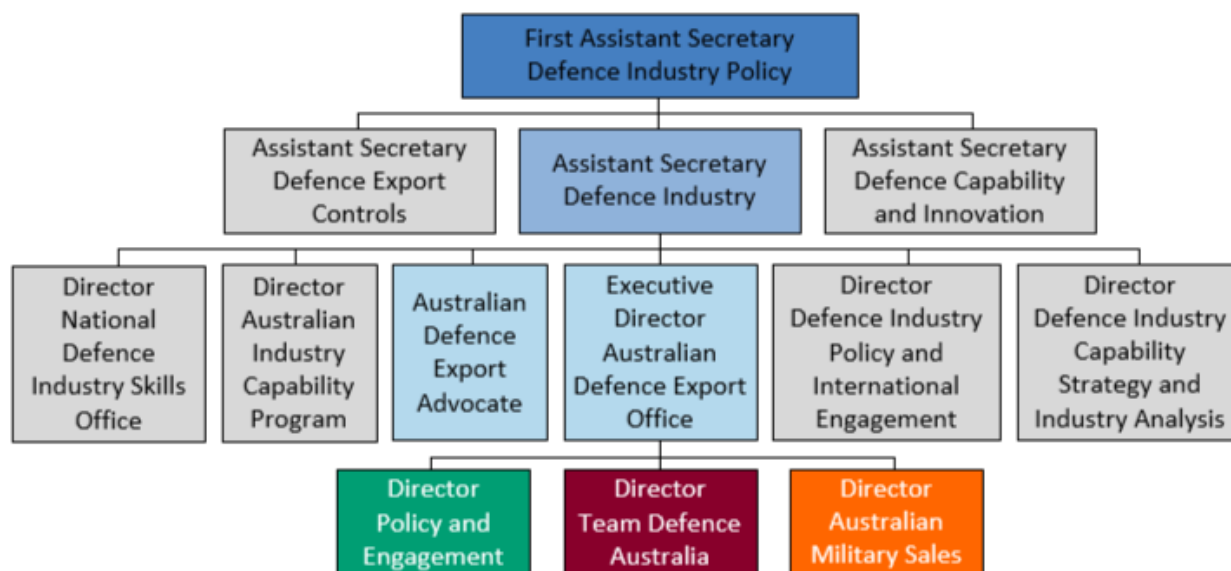 First Assistant Secretary
Defence Industry Policy
Assistant Secretary
Defence Export
Controls
Assistant Secretary
Defence Industry
Assistant Secretary
Defence Capability
and Innovation
Director
National
Defence
Industry Skills
Office
Director
Australian
Industry
Capability
Program
Australian
Defence
Export
Advocate
Executive
Director
Australian
Defence Export
Office
Director
Defence Industry
Policy and
International
Engagement
Director
Defence Industry
Capability
Strategy and
Industry Analysis
Director
Policy and
Engagement
Director
Team Defence
Australia
Director
Australian
Military Sales